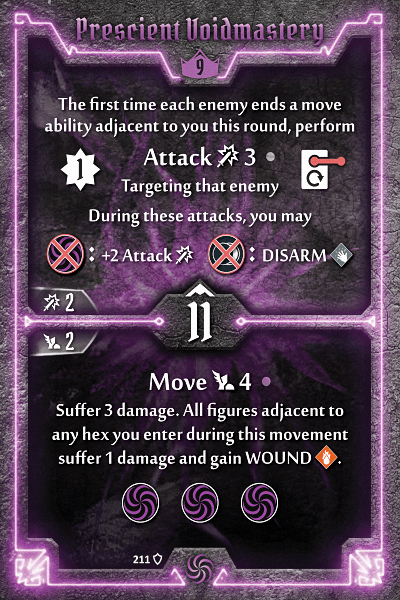 Prescient Voidmastery
9
The first time each enemy ends a move
ability adjacent to you this round, perform
1
Attack 3
Targeting that enemy
During these attacks, you may
: +2 Attack : DISARM
2
11
2
Move 4
Suffer 3 damage. All figures adjacent to
any hex you enter during this movement
suffer 1 damage and gain WOUND .
211